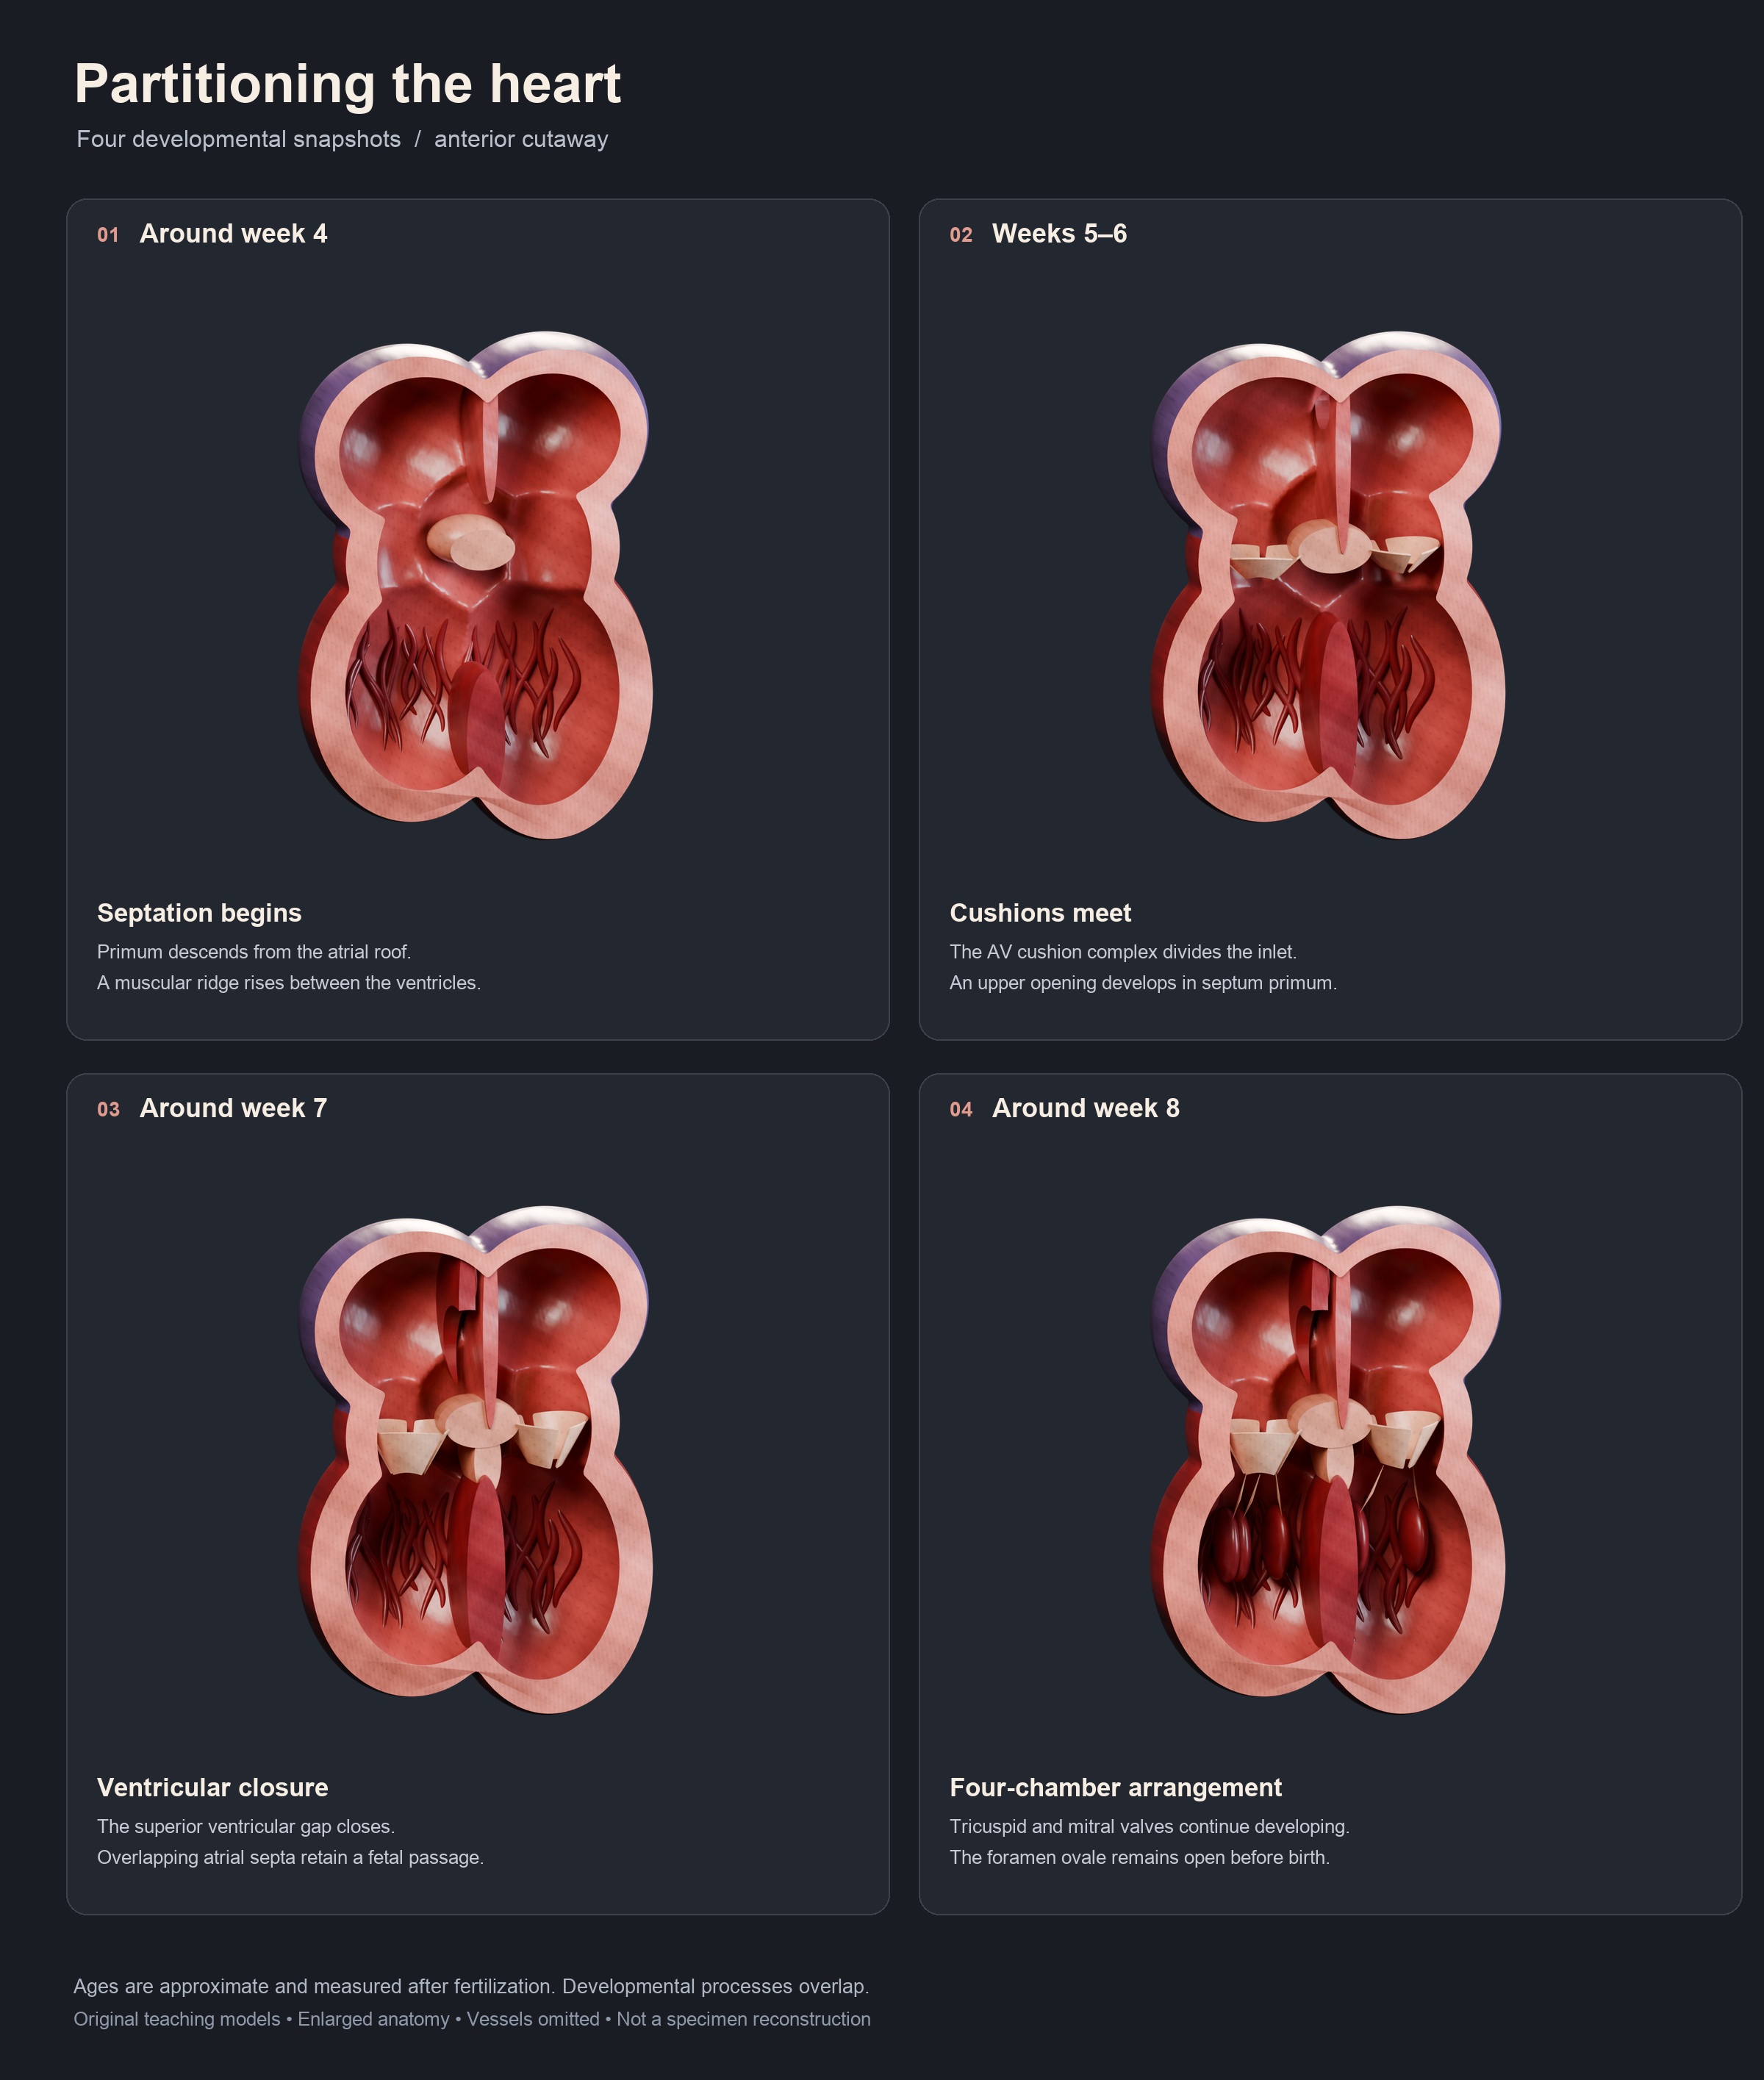 Partitioning the heart
Four developmental snapshots / anterior cutaway
01 Around week 4
Septation begins
Primum descends from the atrial roof.
A muscular ridge rises between the ventricles.
02 Weeks 5–6
Cushions meet
The AV cushion complex divides the inlet.
An upper opening develops in septum primum.
03 Around week 7
Ventricular closure
The superior ventricular gap closes.
Overlapping atrial septa retain a fetal passage.
04 Around week 8
Four-chamber arrangement
Tricuspid and mitral valves continue developing.
The foramen ovale remains open before birth.
Ages are approximate and measured after fertilization. Developmental processes overlap.
Original teaching models • Enlarged anatomy • Vessels omitted • Not a specimen reconstruction